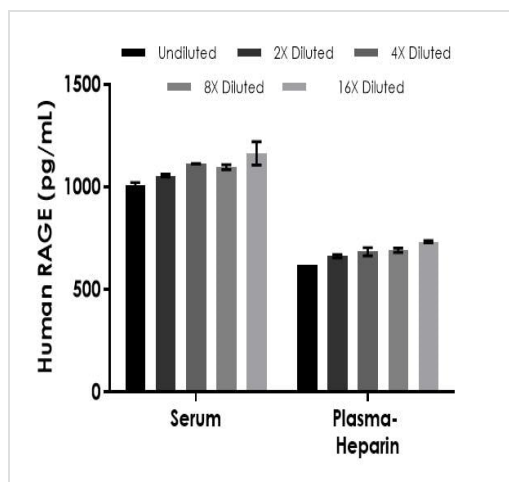 Undiluted 2X Diluted 4X Diluted
8X Diluted 16X Diluted
Human RAGE (pg/mL)
1500
1000
500
0
Serum Plasma-
Heparin